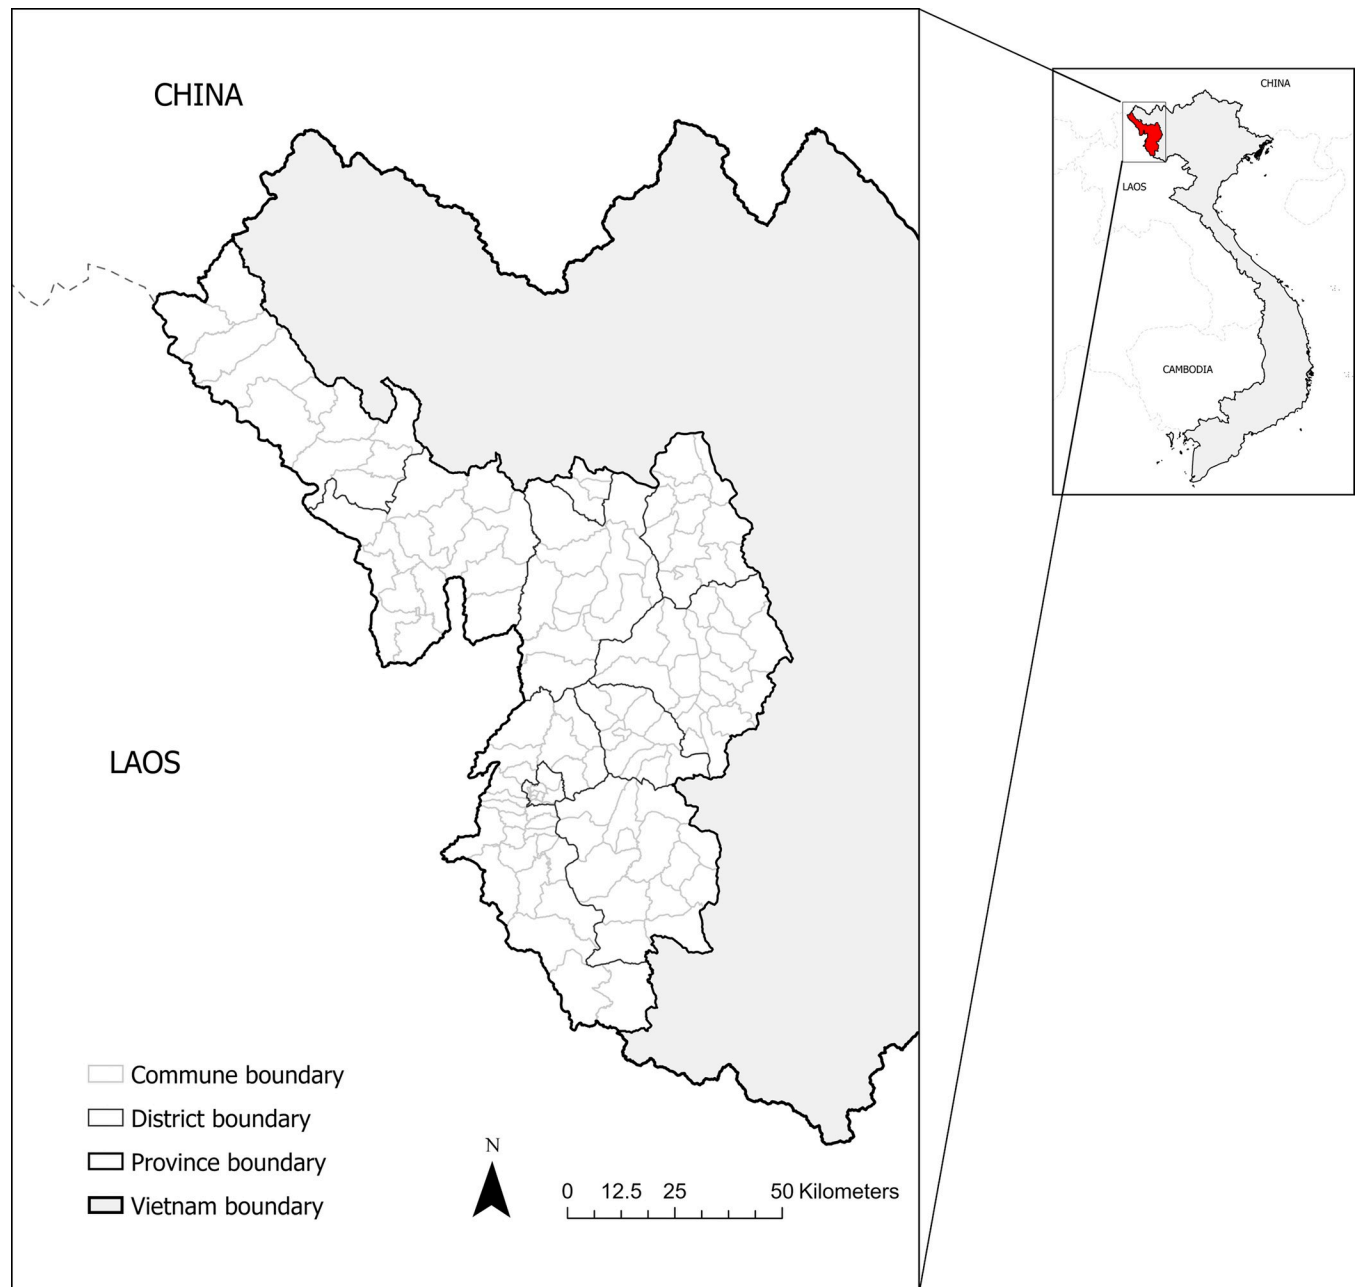 CHINA
CHINA
LAOS
CAMBODIA
LAOS
Commune boundary
District boundary
Province boundary
Vietnam boundary
N
0 12.5 25 50 Kilometers